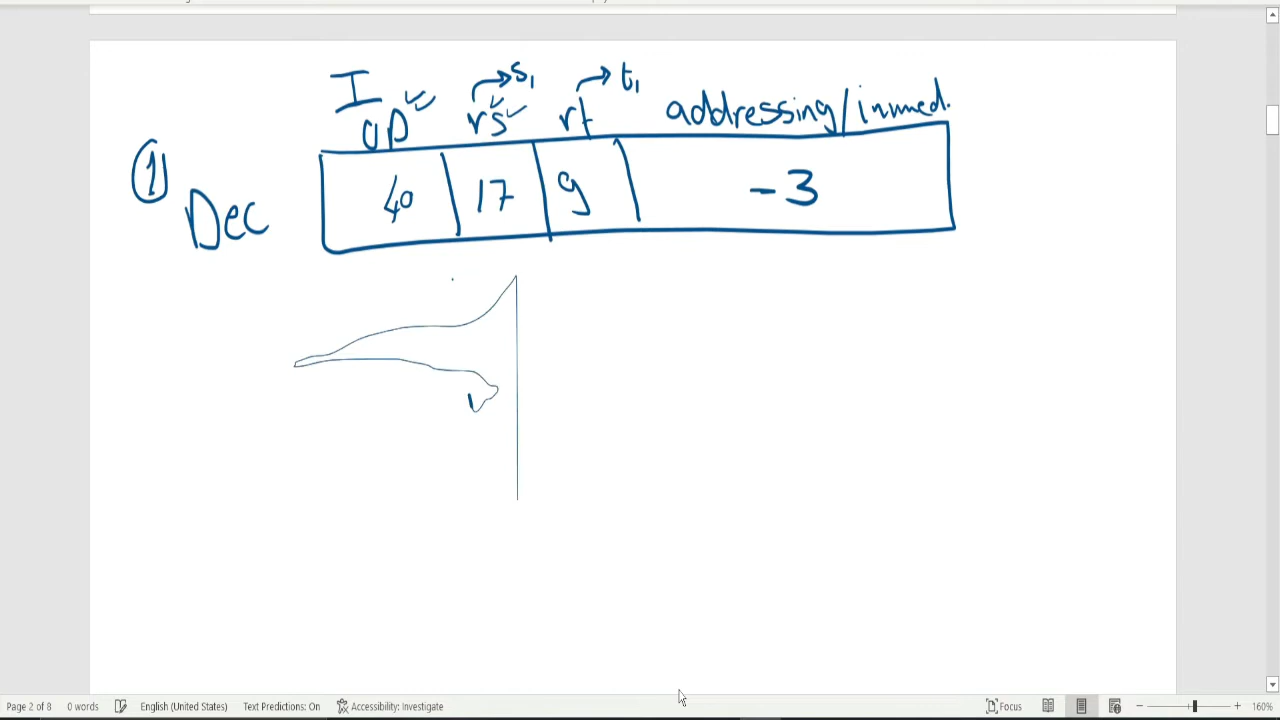 I → s1 → t1
op rs rt addressing/immed.
①
Dec 40 17 9 -3
Page 2 of 8 0 words English (United States) Text Predictions: On Accessibility: Investigate Focus 160%